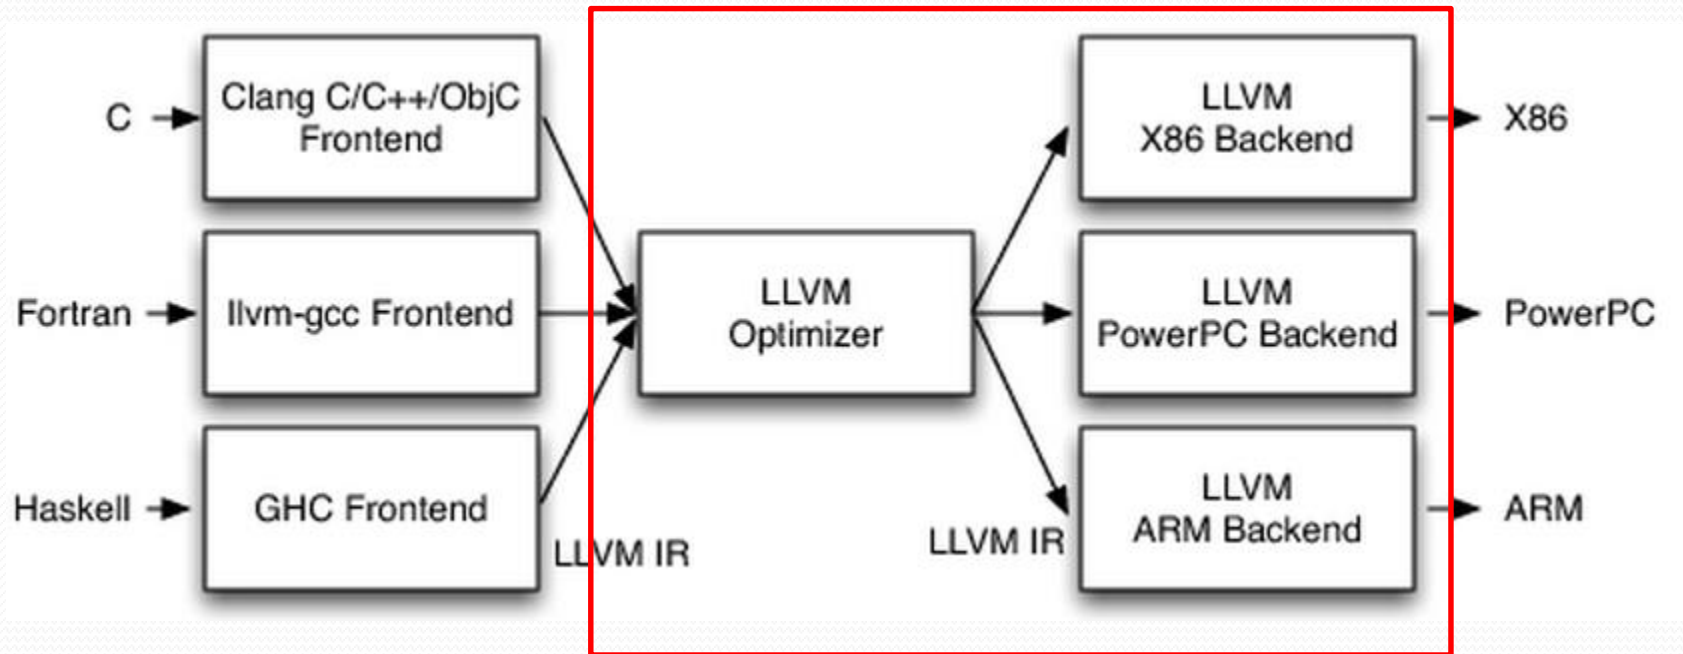 C
Clang C/C++/ObjC
Frontend
LLVM
X86 Backend
X86
Fortran
llvm-gcc Frontend
LLVM
Optimizer
LLVM
PowerPC Backend
PowerPC
Haskell
GHC Frontend
LLVM IR
LLVM IR
LLVM
ARM Backend
ARM